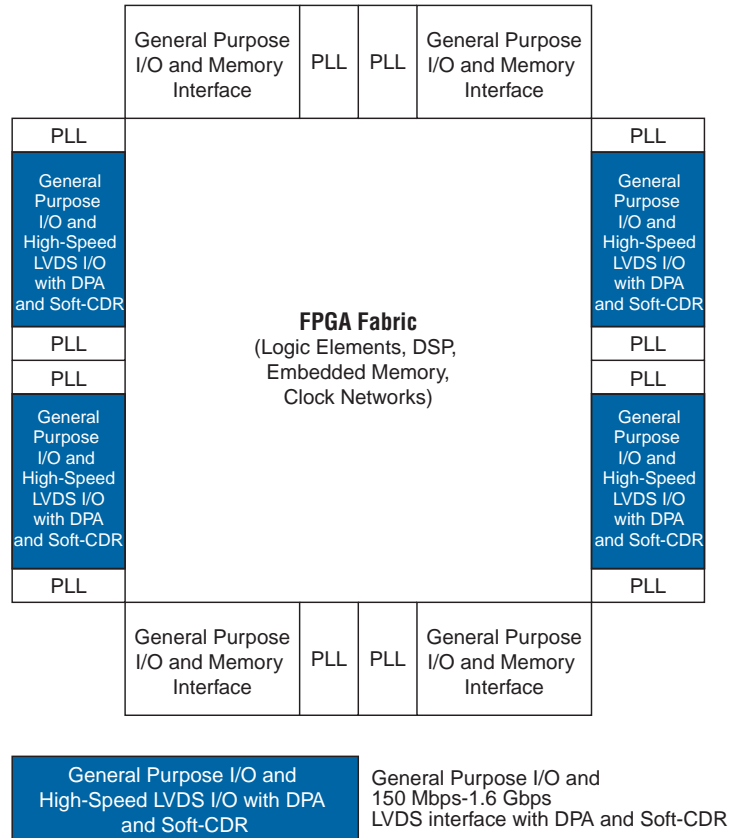 General Purpose
I/O and Memory
Interface
PLL
PLL
General Purpose
I/O and Memory
Interface
PLL
General
Purpose
I/O and
High-Speed
LVDS I/O
with DPA
and Soft-CDR
PLL
PLL
General
Purpose
I/O and
High-Speed
LVDS I/O
with DPA
and Soft-CDR
PLL
FPGA Fabric
(Logic Elements, DSP,
Embedded Memory,
Clock Networks)
PLL
General
Purpose
I/O and
High-Speed
LVDS I/O
with DPA
and Soft-CDR
PLL
PLL
General
Purpose
I/O and
High-Speed
LVDS I/O
with DPA
and Soft-CDR
PLL
General Purpose
I/O and Memory
Interface
PLL
PLL
General Purpose
I/O and Memory
Interface
General Purpose I/O and
High-Speed LVDS I/O with DPA
and Soft-CDR
General Purpose I/O and
150 Mbps-1.6 Gbps
LVDS interface with DPA and Soft-CDR